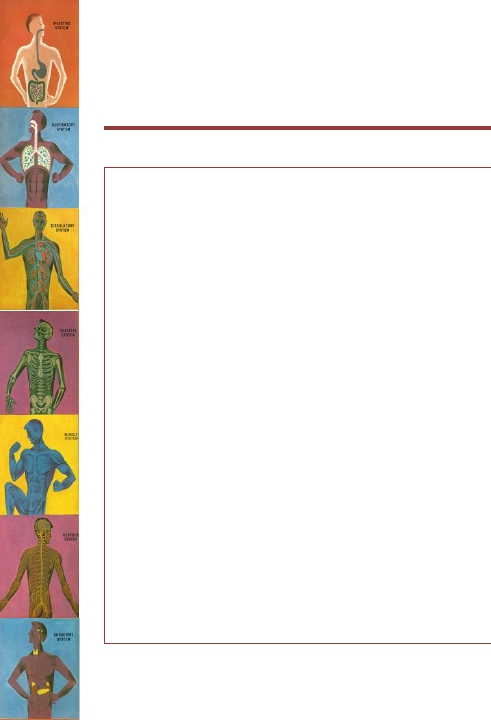 DIGESTIVE
SYSTEM
RESPIRATORY
SYSTEM
CIRCULATORY
SYSTEM
SKELETAL
SYSTEM
MUSCLE
SYSTEM
NERVOUS
SYSTEM
ENDOCRINE
SYSTEM